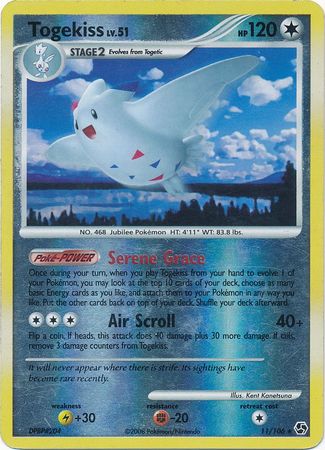 Togekiss LV.51 HP 120
STAGE2 Evolves from Togetic
NO. 468 Jubilee Pokémon HT: 4'11" WT: 83.8 lbs.
Poké-POWER Serene Grace
Once during your turn, when you play Togekiss from your hand to evolve 1 of
your Pokémon, you may look at the top 10 cards of your deck, choose as many
basic Energy cards as you like, and attach them to your Pokémon in any way you
like. Put the other cards back on top of your deck. Shuffle your deck afterward.
Air Scroll 40+
Flip a coin. If heads, this attack does 40 damage plus 30 more damage. If tails,
remove 3 damage counters from Togekiss.
It will never appear where there is strife. Its sightings have
become rare recently.
Illus. Kent Kanetsuna
weakness resistance retreat cost
+30 -20
©2008 Pokémon/Nintendo 11/106 ★